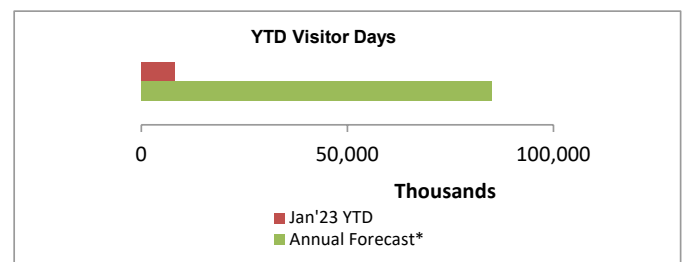 YTD Visitor Days
0 50,000 100,000
Thousands
Jan'23 YTD
Annual Forecast*